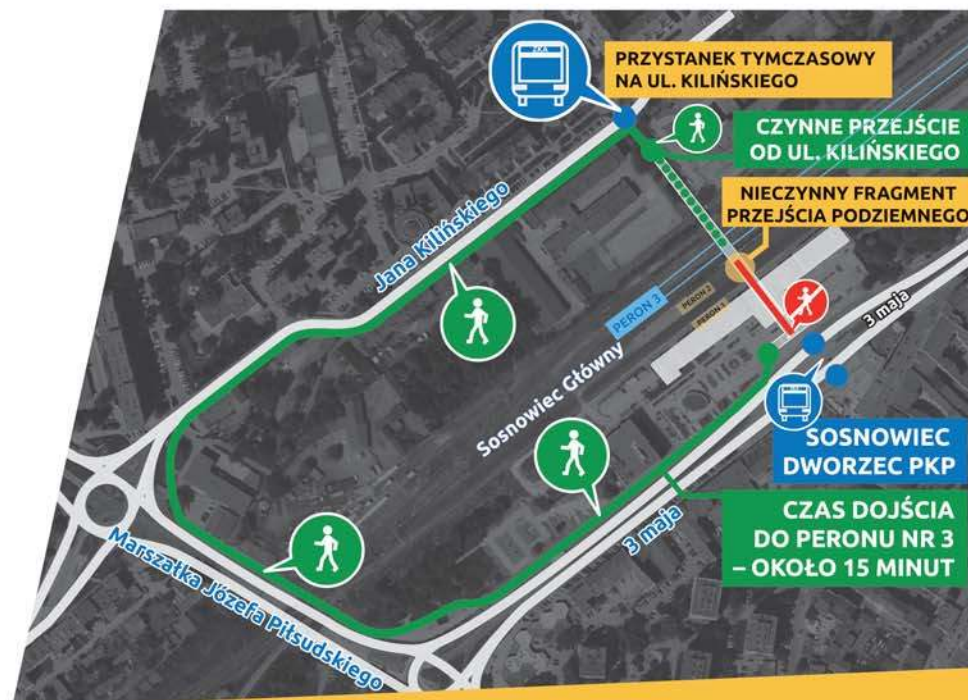 PRZYSTANEK TYMCZASOWY
NA UL. KILIŃSKIEGO
CZYNNE PRZEJŚCIE
OD UL. KILIŃSKIEGO
NIECZYNNY FRAGMENT
PRZEJŚCIA PODZIEMNEGO
Jana Kilińskiego
PERON 3
PERON 2
PERON 1
3 maja
Sosnowiec Główny
SOSNOWIEC
DWORZEC PKP
CZAS DOJŚCIA
DO PERONU NR 3
– OKOŁO 15 MINUT
3 maja
Marszałka Józefa Piłsudskiego